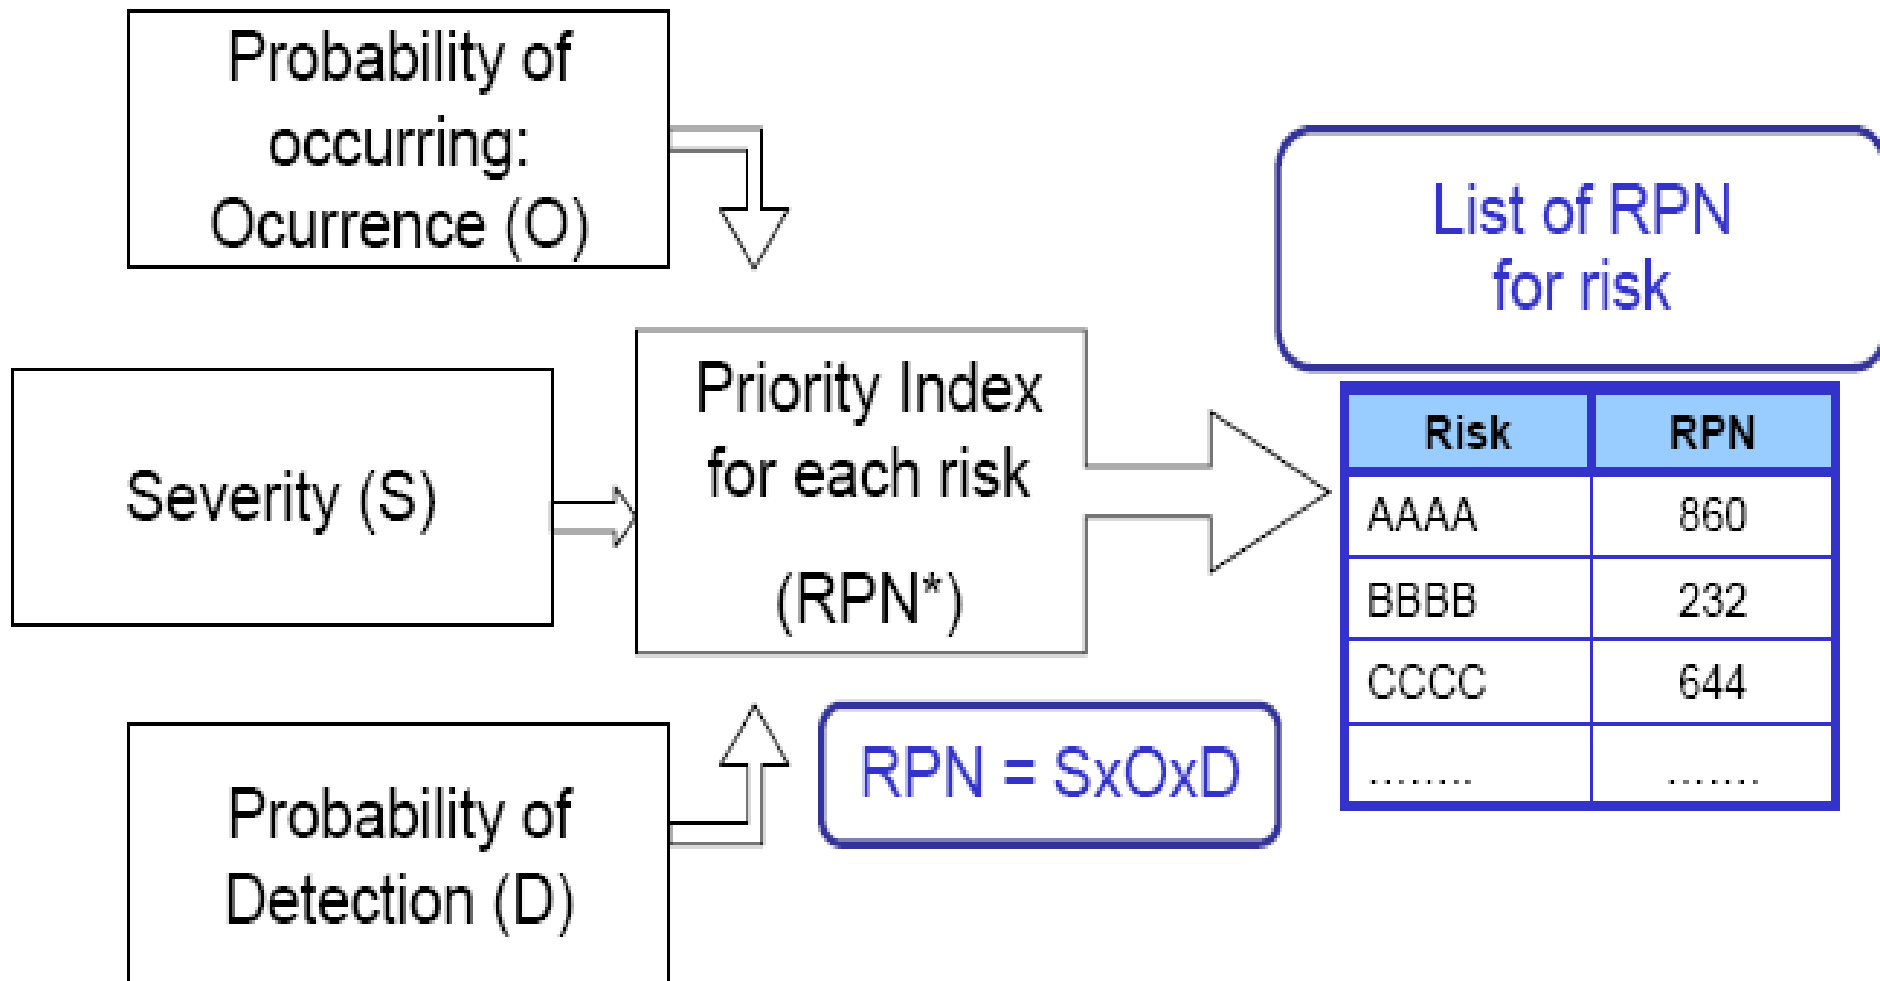 Probability of
occurring:
Ocurrence (O)
Severity (S)
Probability of
Detection (D)
Priority Index
for each risk
(RPN*)
RPN = SxOxD
List of RPN
for risk
Risk RPN
AAAA 860
BBBB 232
CCCC 644
........ .......